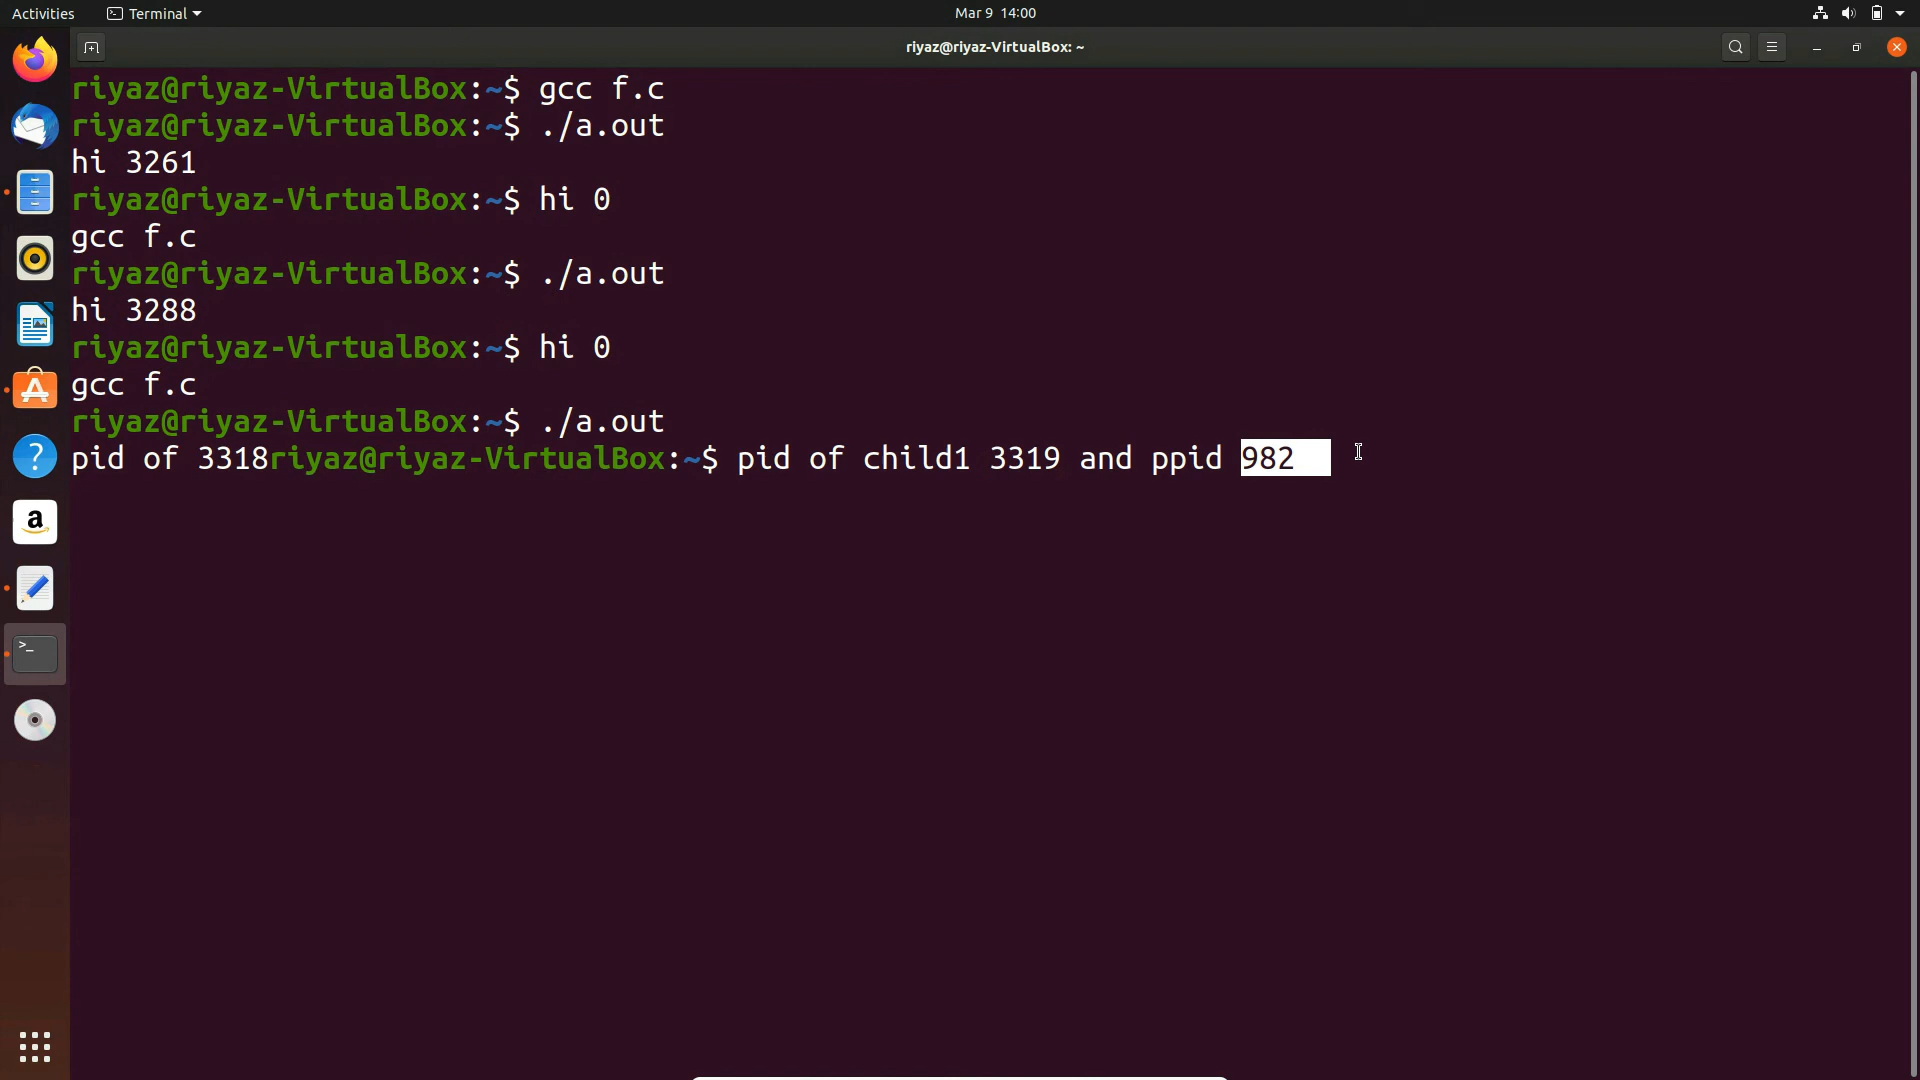 Activities
Terminal
Mar 9 14:00
riyaz@riyaz-VirtualBox: ~
riyaz@riyaz-VirtualBox:~$ gcc f.c
riyaz@riyaz-VirtualBox:~$ ./a.out
hi 3261
riyaz@riyaz-VirtualBox:~$ hi 0
gcc f.c
riyaz@riyaz-VirtualBox:~$ ./a.out
hi 3288
riyaz@riyaz-VirtualBox:~$ hi 0
gcc f.c
riyaz@riyaz-VirtualBox:~$ ./a.out
pid of 3318riyaz@riyaz-VirtualBox:~$ pid of child1 3319 and ppid 982